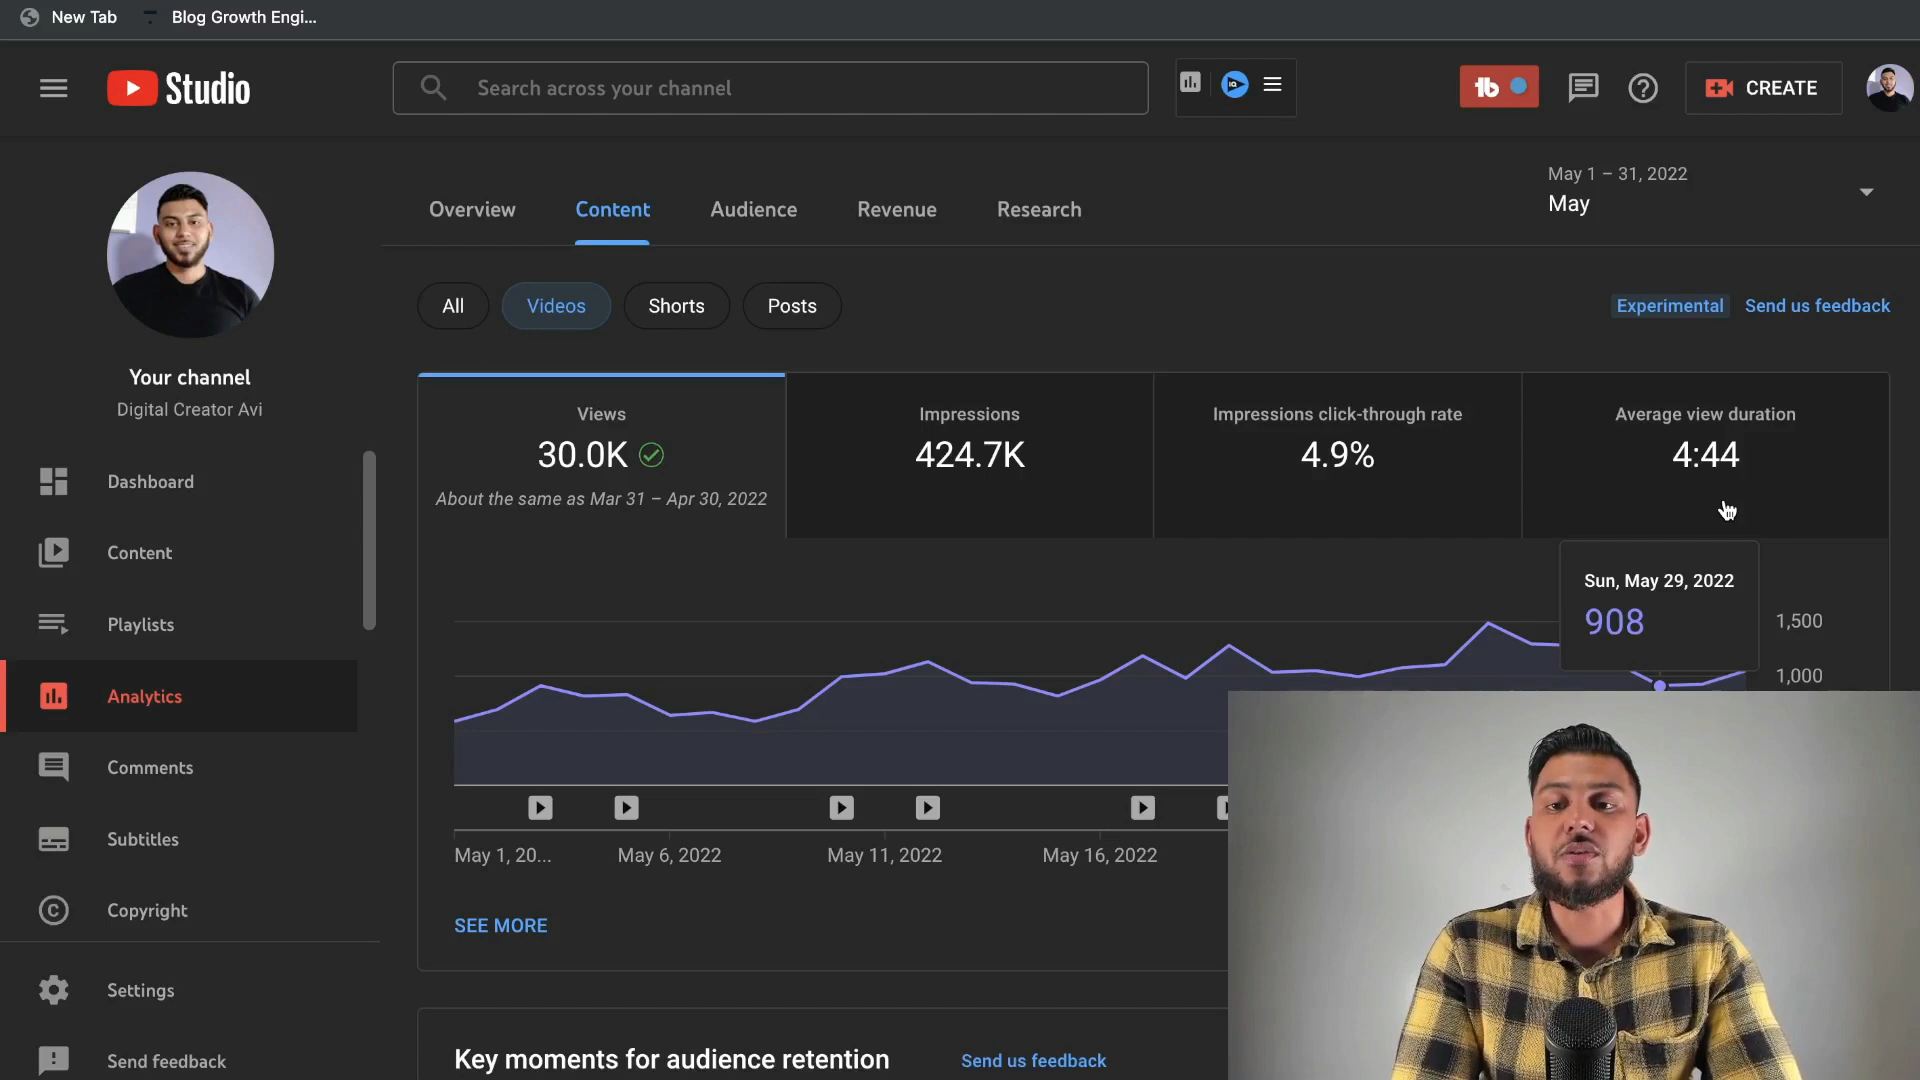 New Tab
Blog Growth Engi...
Studio
Search across your channel
CREATE
Your channel
Digital Creator Avi
Dashboard
Content
Playlists
Analytics
Comments
Subtitles
Copyright
Settings
Send feedback
Overview
Content
Audience
Revenue
Research
May 1 – 31, 2022
May
All
Videos
Shorts
Posts
Experimental
Send us feedback
Views
30.0K
About the same as Mar 31 – Apr 30, 2022
Impressions
424.7K
Impressions click-through rate
4.9%
Average view duration
4:44
Sun, May 29, 2022
908
1,500
1,000
May 1, 20...
May 6, 2022
May 11, 2022
May 16, 2022
SEE MORE
Key moments for audience retention
Send us feedback